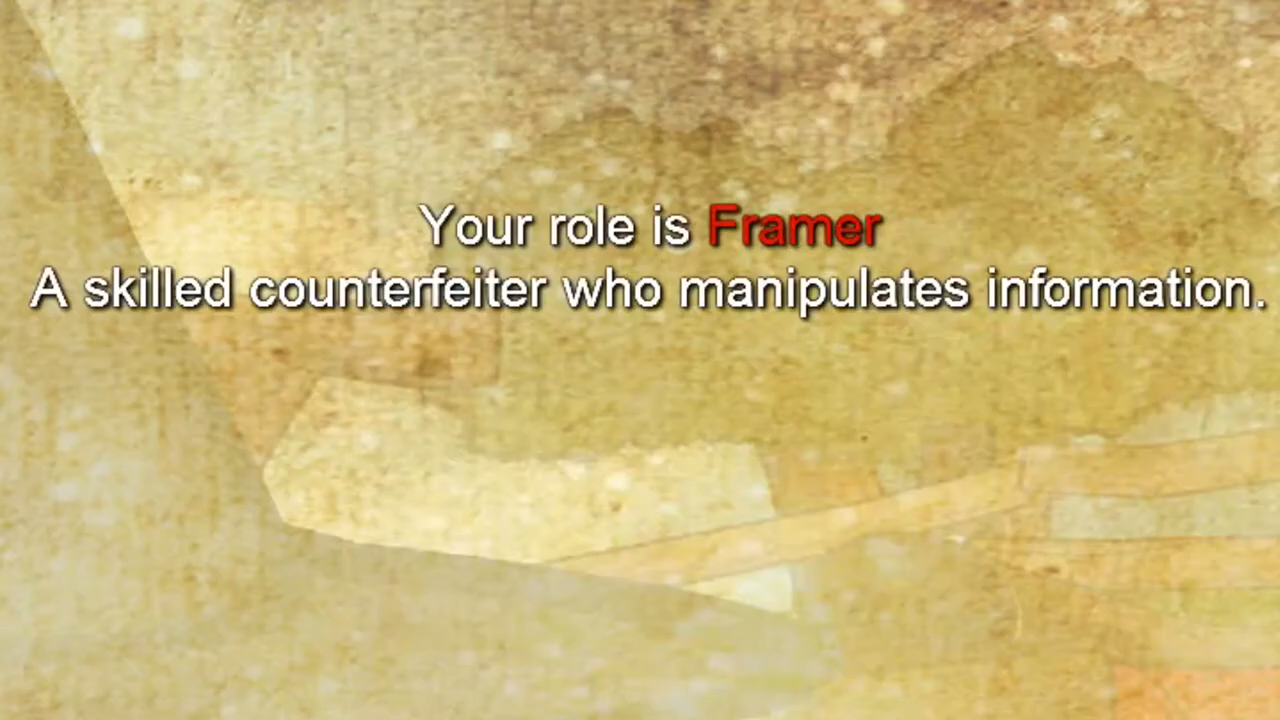 Your role is Framer
A skilled counterfeiter who manipulates information.